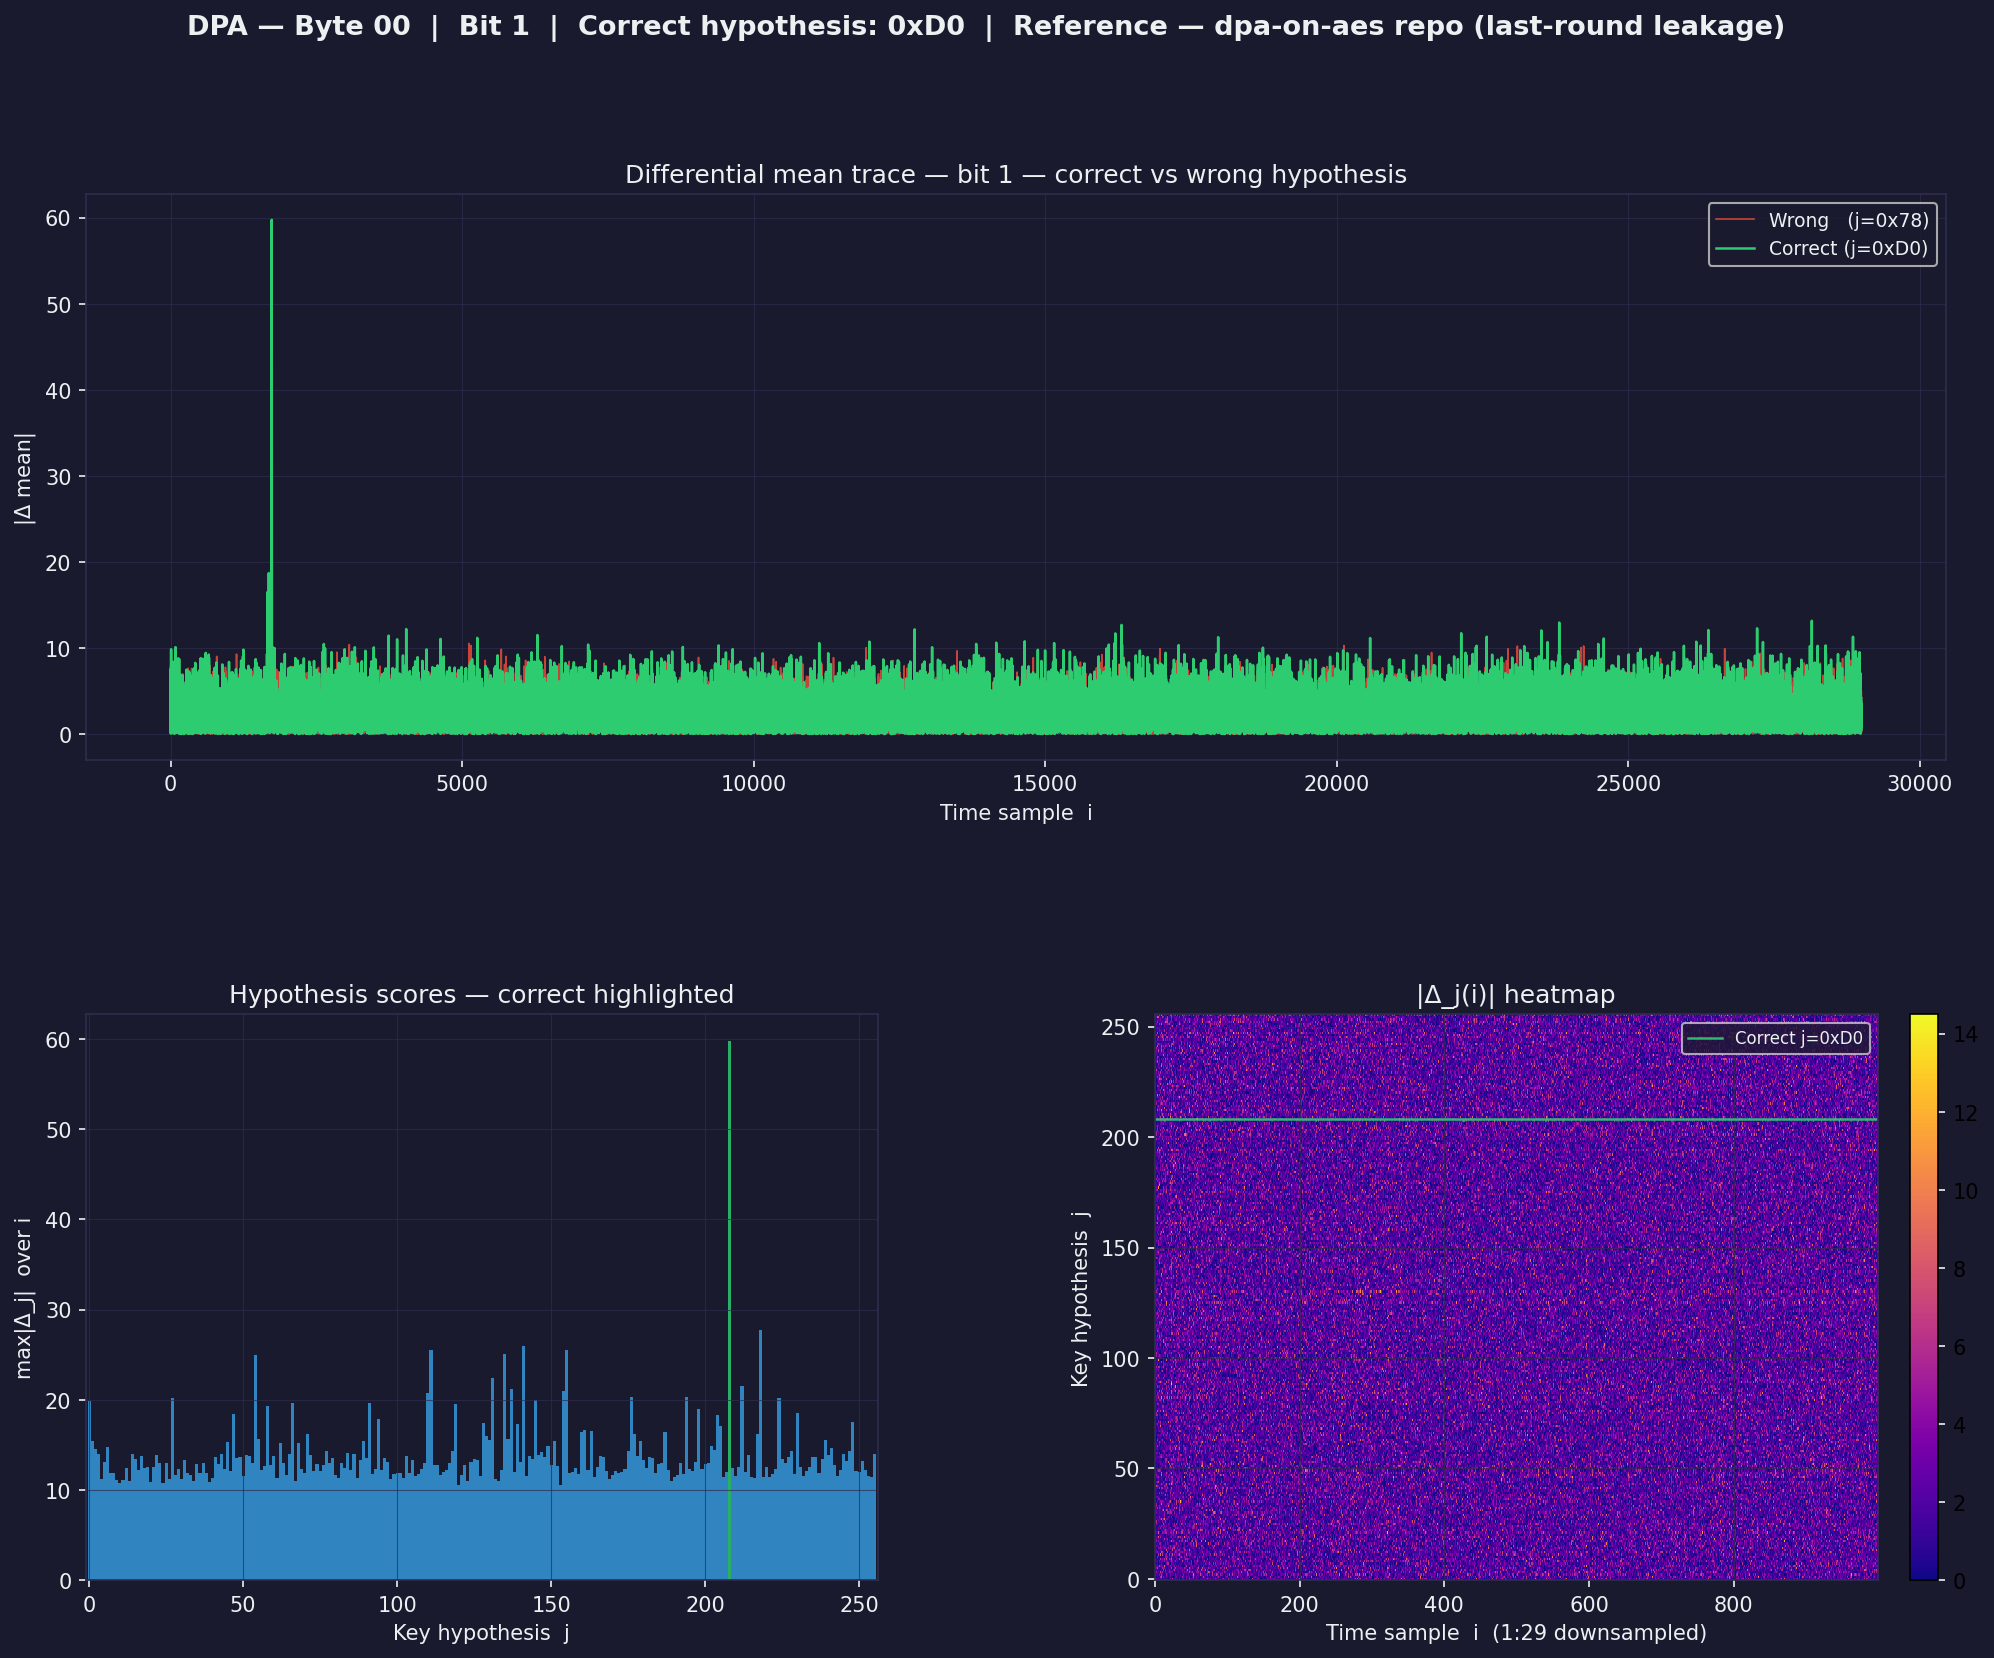 DPA — Byte 00 | Bit 1 | Correct hypothesis: 0xD0 | Reference — dpa-on-aes repo (last-round leakage)
Differential mean trace — bit 1 — correct vs wrong hypothesis
Wrong (j=0x78)
Correct (j=0xD0)
60
50
40
30
20
10
0
|Δ mean|
0 5000 10000 15000 20000 25000 30000
Time sample i
Hypothesis scores — correct highlighted
60
50
40
30
20
10
0
max|Δ_j| over i
0 50 100 150 200 250
Key hypothesis j
|Δ_j(i)| heatmap
Correct j=0xD0
250
200
150
100
50
0
Key hypothesis j
0 200 400 600 800
Time sample i (1:29 downsampled)
14
12
10
8
6
4
2
0